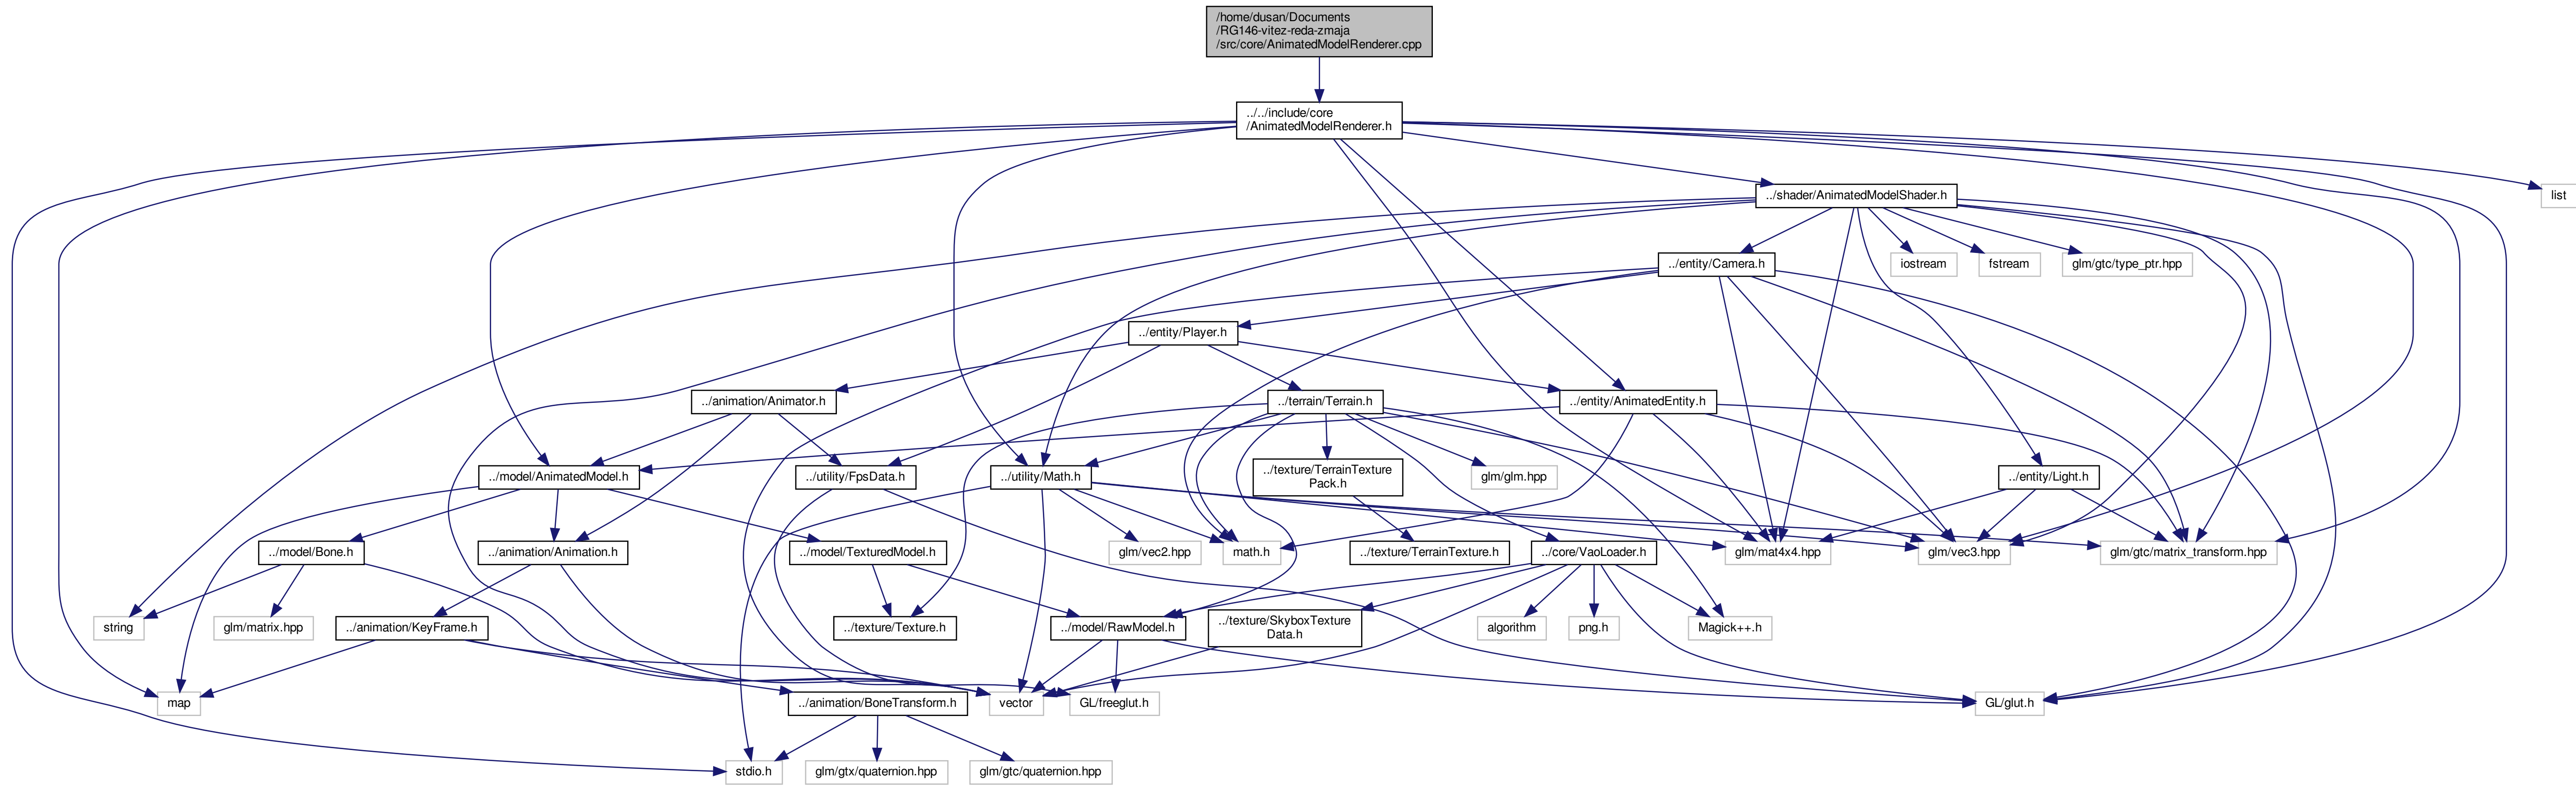 /home/dusan/Documents
/RG146-vitez-reda-zmaja
/src/core/AnimatedModelRenderer.cpp
../../include/core
/AnimatedModelRenderer.h
../shader/AnimatedModelShader.h
list
../entity/Camera.h
iostream
fstream
glm/gtc/type_ptr.hpp
../entity/Player.h
../animation/Animator.h
../terrain/Terrain.h
../entity/AnimatedEntity.h
../model/AnimatedModel.h
../utility/FpsData.h
../utility/Math.h
../texture/TerrainTexture
Pack.h
glm/glm.hpp
../entity/Light.h
../model/Bone.h
../animation/Animation.h
../model/TexturedModel.h
glm/vec2.hpp
math.h
../texture/TerrainTexture.h
../core/VaoLoader.h
glm/mat4x4.hpp
glm/vec3.hpp
glm/gtc/matrix_transform.hpp
string
glm/matrix.hpp
../animation/KeyFrame.h
../texture/Texture.h
../model/RawModel.h
../texture/SkyboxTexture
Data.h
algorithm
png.h
Magick++.h
map
../animation/BoneTransform.h
vector
GL/freeglut.h
GL/glut.h
stdio.h
glm/gtx/quaternion.hpp
glm/gtc/quaternion.hpp